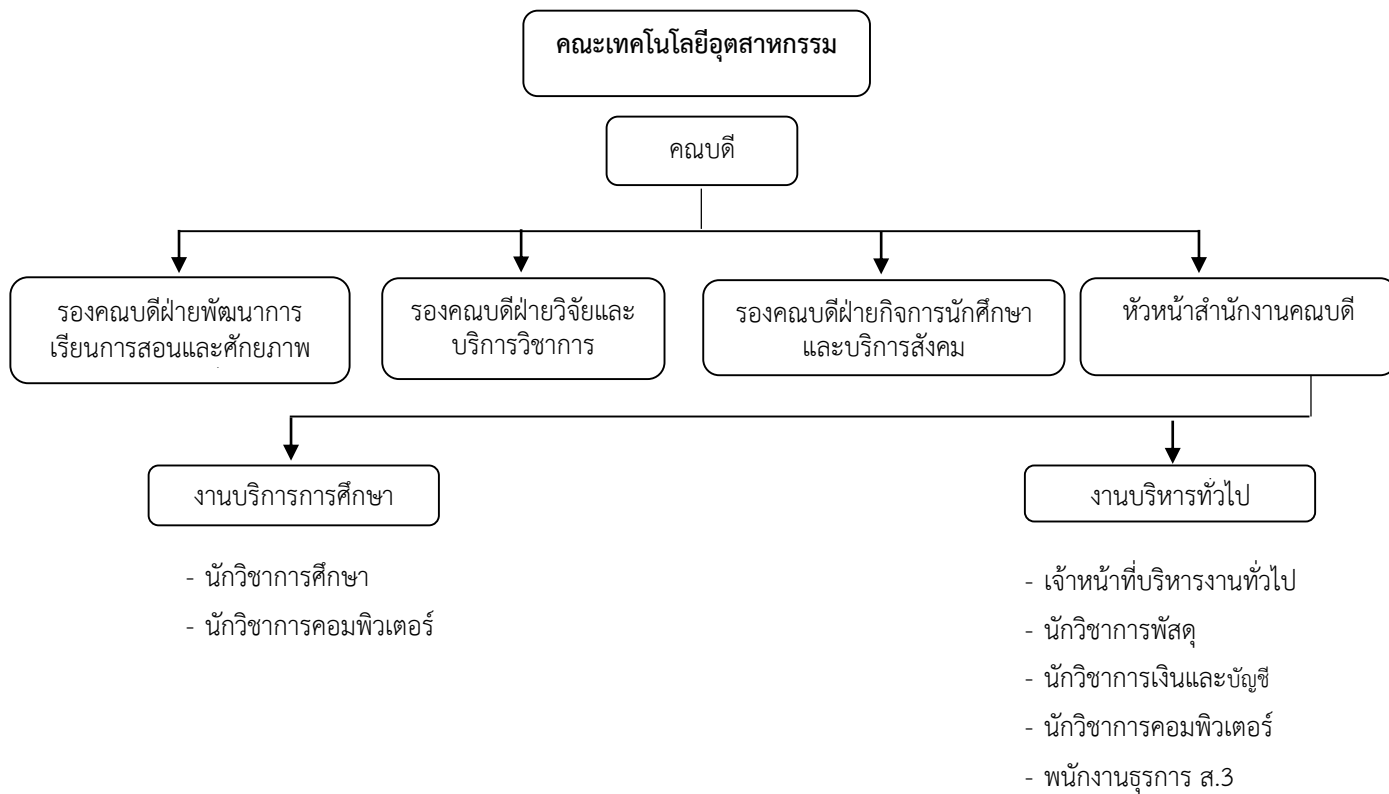 คณะเทคโนโลยีอุตสาหกรรม
คณบดี
รองคณบดีฝ่ายพัฒนาการ
เรียนการสอนและศักยภาพ
รองคณบดีฝ่ายวิจัยและ
บริการวิชาการ
รองคณบดีฝ่ายกิจการนักศึกษา
และบริการสังคม
หัวหน้าสำนักงานคณบดี
งานบริการการศึกษา
- นักวิชาการศึกษา
- นักวิชาการคอมพิวเตอร์
งานบริหารทั่วไป
- เจ้าหน้าที่บริหารงานทั่วไป
- นักวิชาการพัสดุ
- นักวิชาการเงินและบัญชี
- นักวิชาการคอมพิวเตอร์
- พนักงานธุรการ ส.3